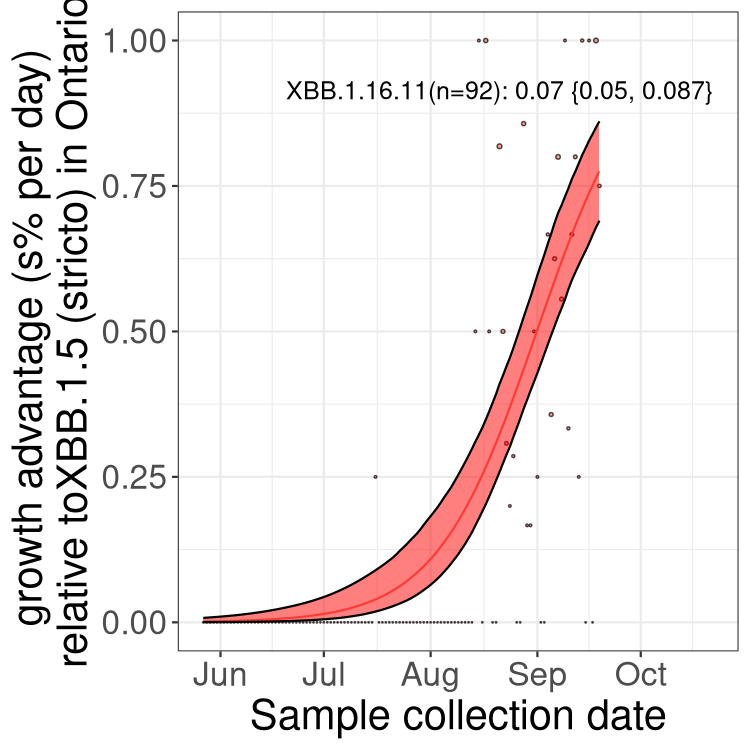 growth advantage (s% per day)
relative toXBB.1.5 (stricto) in Ontario
1.00
0.75
0.50
0.25
0.00
XBB.1.16.11(n=92): 0.07 {0.05, 0.087}
Jun Jul Aug Sep Oct
Sample collection date